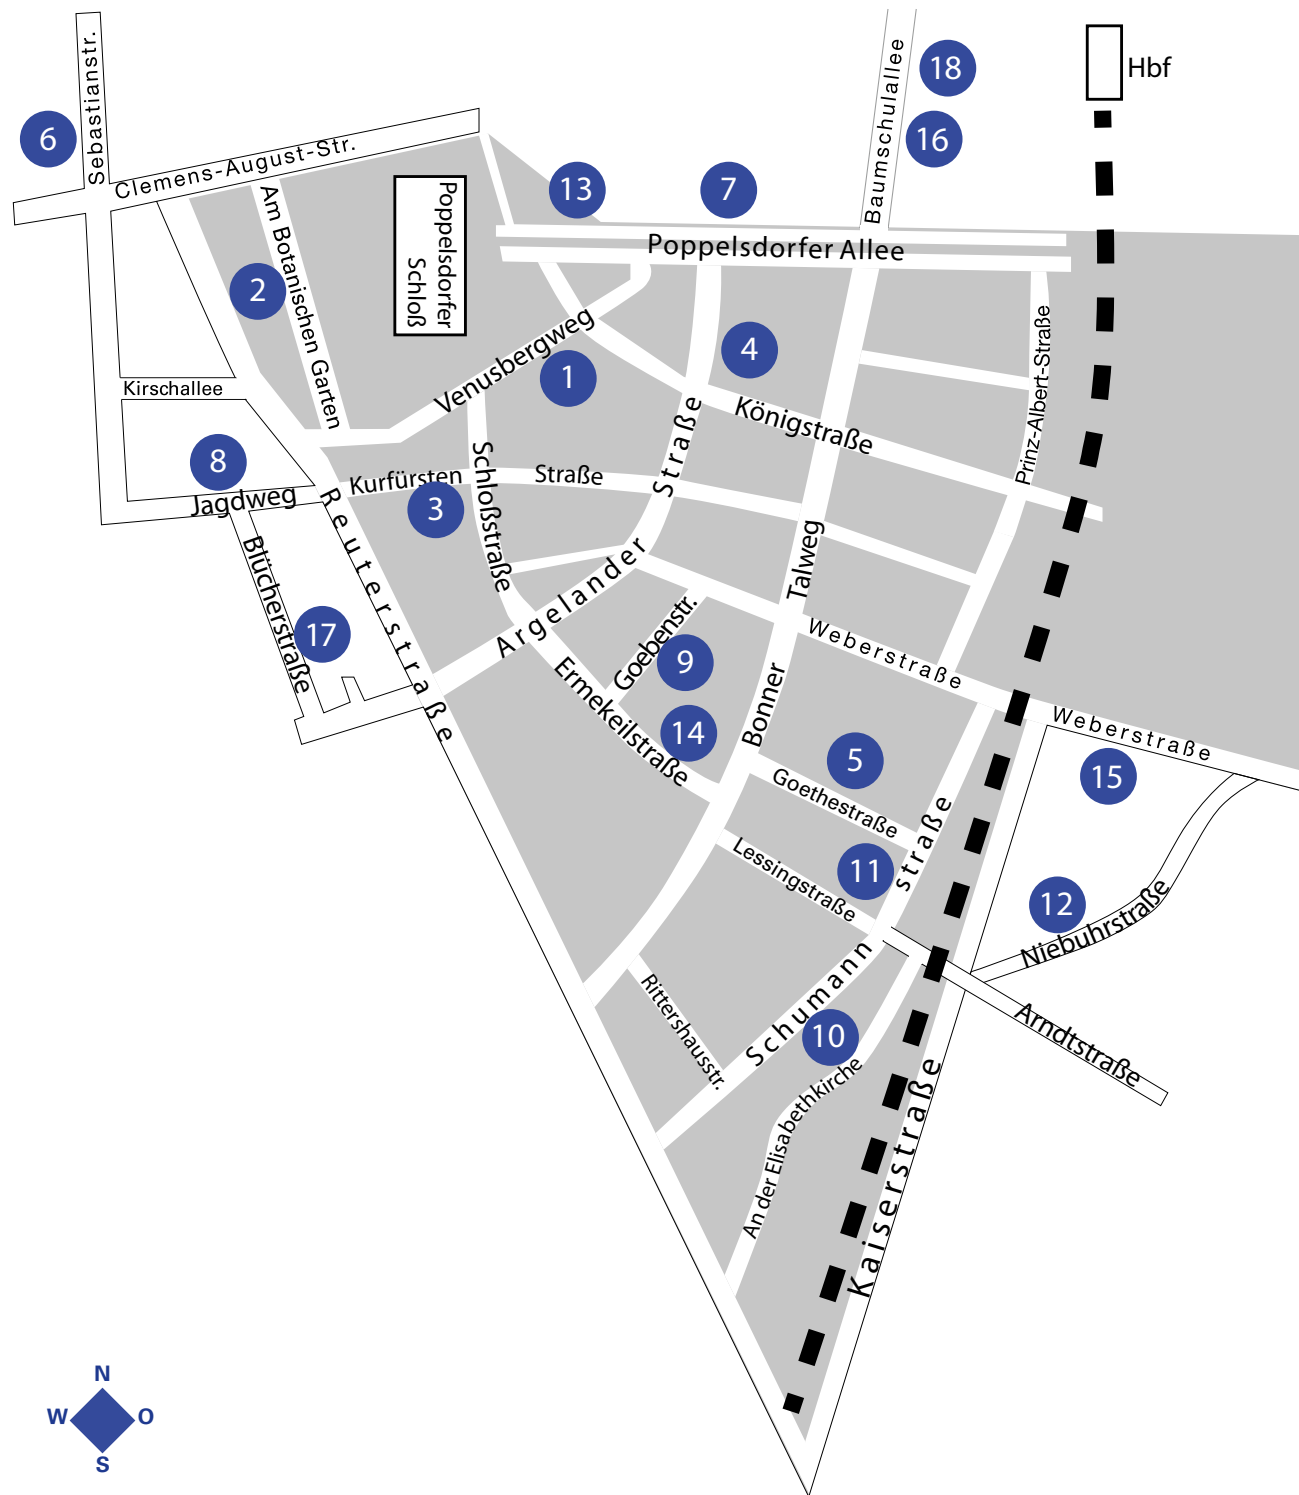 Sebastianstr.
18
Hbf
Baumschulallee
6
16
Clemens-August-Str.
13
7
Am Botanischen Garten
Poppelsdorfer
Schloß
Poppelsdorfer Allee
2
Prinz-Albert-Straße
Venusbergweg
4
1
Kirschallee
Königstraße
8
Schloßstraße
Kurfürsten
Straße
Straße
Jagdweg
3
Reuterstraße
Blücherstraße
Talweg
Argelander
17
Goebenstr.
Weberstraße
9
Ermekeilstraße
Bonner
14
Weberstraße
5
15
Goethestraße
straße
Lessingstraße
11
12
Niebuhrstraße
Schumann
Rittershausstr.
10
Arndtstraße
An der Elisabethkirche
Kaiserstraße
N
W
O
S